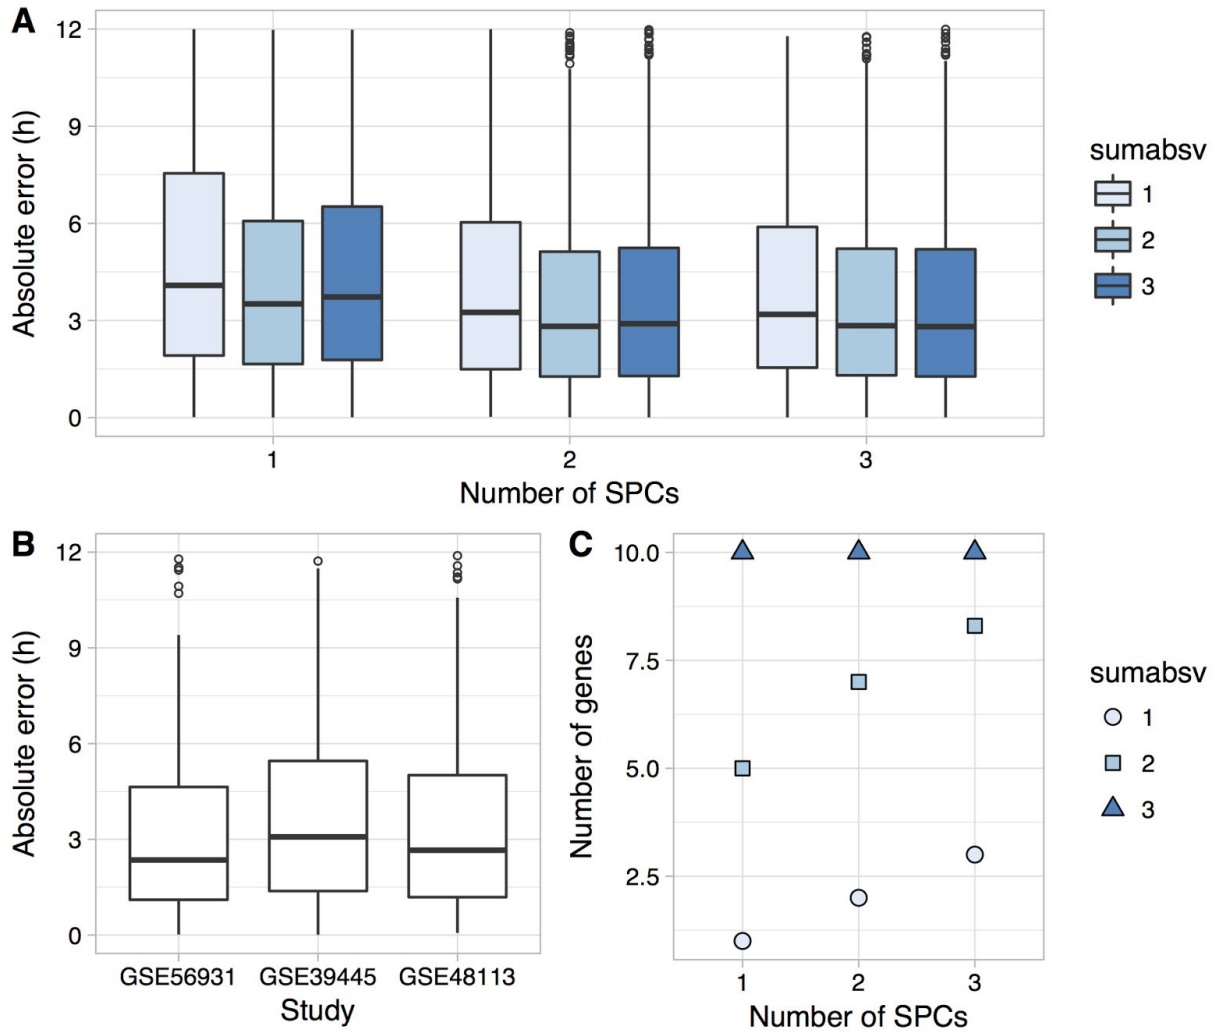 A
Absolute error (h)
12
9
6
3
0
1 2 3
Number of SPCs
sumabsv
1
2
3
B
Absolute error (h)
12
9
6
3
0
GSE56931 GSE39445 GSE48113
Study
C
Number of genes
10.0
7.5
5.0
2.5
1 2 3
Number of SPCs
sumabsv
1
2
3